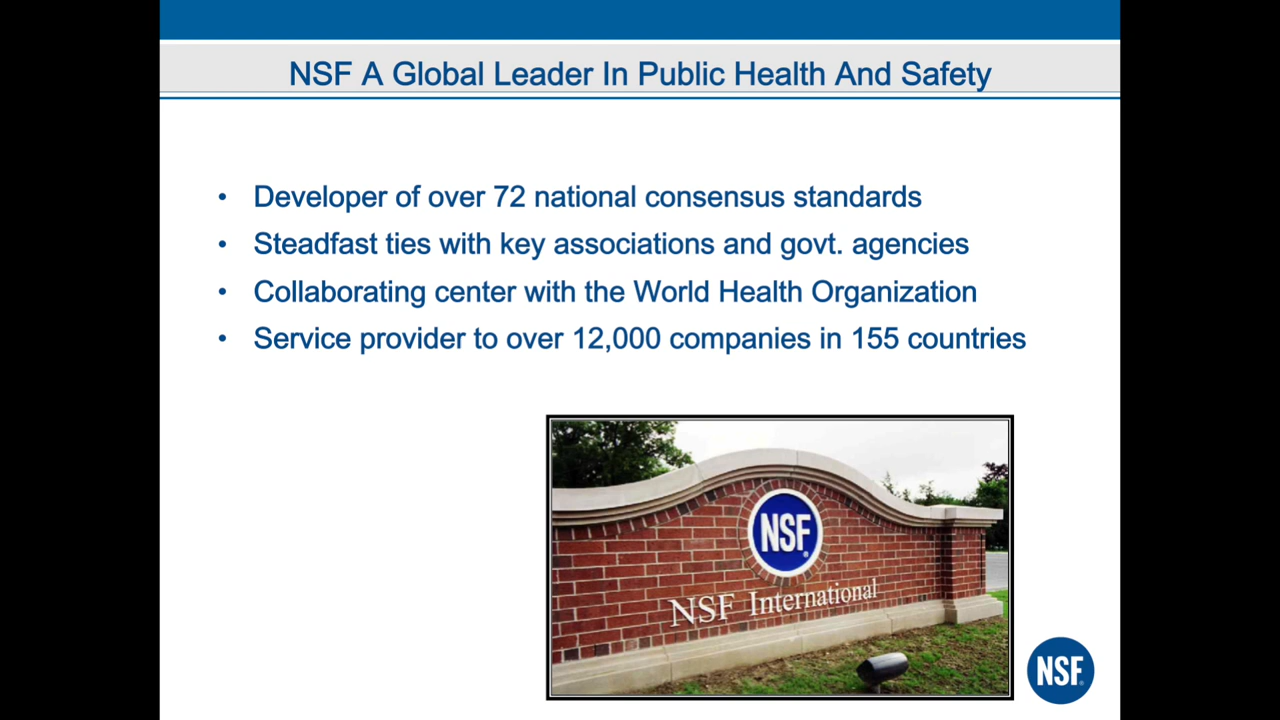 NSF A Global Leader In Public Health And Safety
• Developer of over 72 national consensus standards
• Steadfast ties with key associations and govt. agencies
• Collaborating center with the World Health Organization
• Service provider to over 12,000 companies in 155 countries
NSF®
NSF International
NSF®